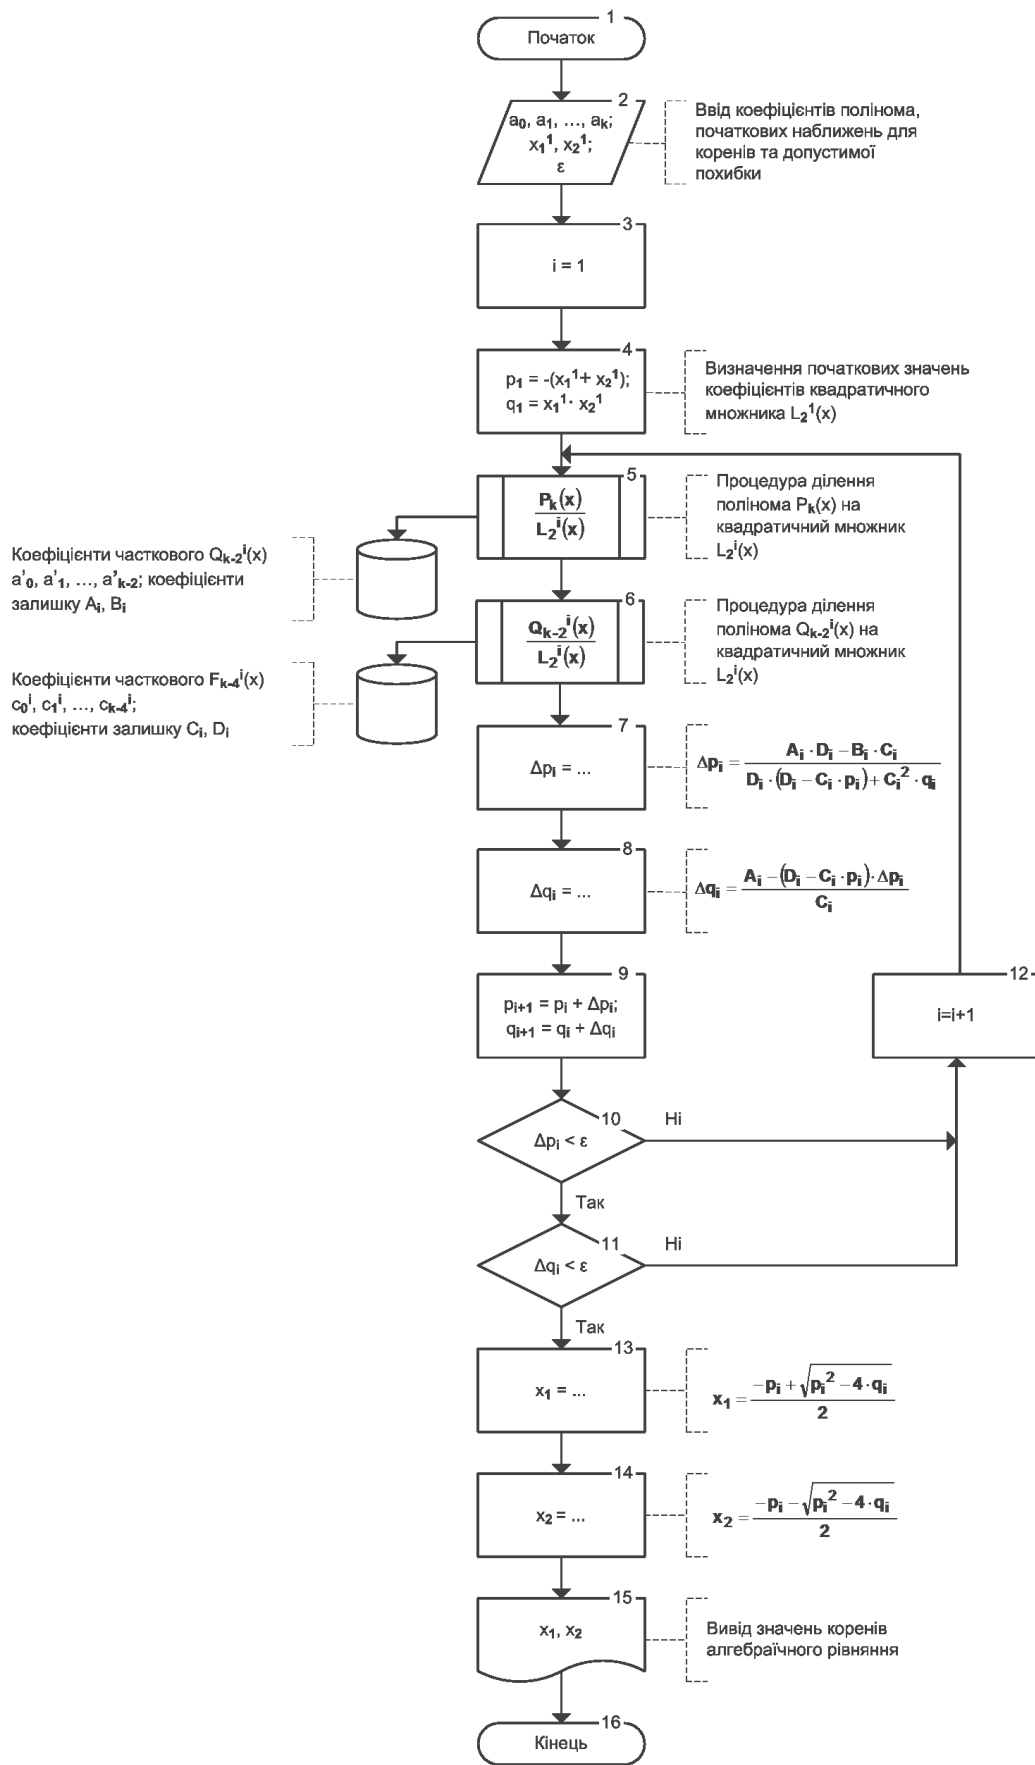 1
Початок
2
a₀, a₁, ..., aₖ;
x₁¹, x₂¹;
ε
Ввід коефіцієнтів полінома,
початкових наближень для
коренів та допустимої
похибки
3
i = 1
4
p₁ = -(x₁¹+ x₂¹);
q₁ = x₁¹· x₂¹
Визначення початкових значень
коефіцієнтів квадратичного
множника L₂¹(x)
5
Pₖ(x)
L₂ⁱ(x)
Процедура ділення
полінома Pₖ(x) на
квадратичний множник
L₂ⁱ(x)
Коефіцієнти часткового Qₖ₋₂ⁱ(x)
a'₀, a'₁, ..., a'ₖ₋₂; коефіцієнти
залишку Aᵢ, Bᵢ
6
Qₖ₋₂ⁱ(x)
L₂ⁱ(x)
Процедура ділення
полінома Qₖ₋₂ⁱ(x) на
квадратичний множник
L₂ⁱ(x)
Коефіцієнти часткового Fₖ₋₄ⁱ(x)
c₀ⁱ, c₁ⁱ, ..., cₖ₋₄ⁱ;
коефіцієнти залишку Cᵢ, Dᵢ
7
Δpᵢ = ...
Δpᵢ = (Aᵢ · Dᵢ − Bᵢ · Cᵢ) / (Dᵢ · (Dᵢ − Cᵢ · pᵢ) + Cᵢ² · qᵢ)
8
Δqᵢ = ...
Δqᵢ = (Aᵢ − (Dᵢ − Cᵢ · pᵢ) · Δpᵢ) / Cᵢ
9
pᵢ₊₁ = pᵢ + Δpᵢ;
qᵢ₊₁ = qᵢ + Δqᵢ
12
i=i+1
10
Δpᵢ < ε
Ні
Так
11
Δqᵢ < ε
Ні
Так
13
x₁ = ...
x₁ = (−pᵢ + √(pᵢ² − 4 · qᵢ)) / 2
14
x₂ = ...
x₂ = (−pᵢ − √(pᵢ² − 4 · qᵢ)) / 2
15
x₁, x₂
Вивід значень коренів
алгебраїчного рівняння
16
Кінець